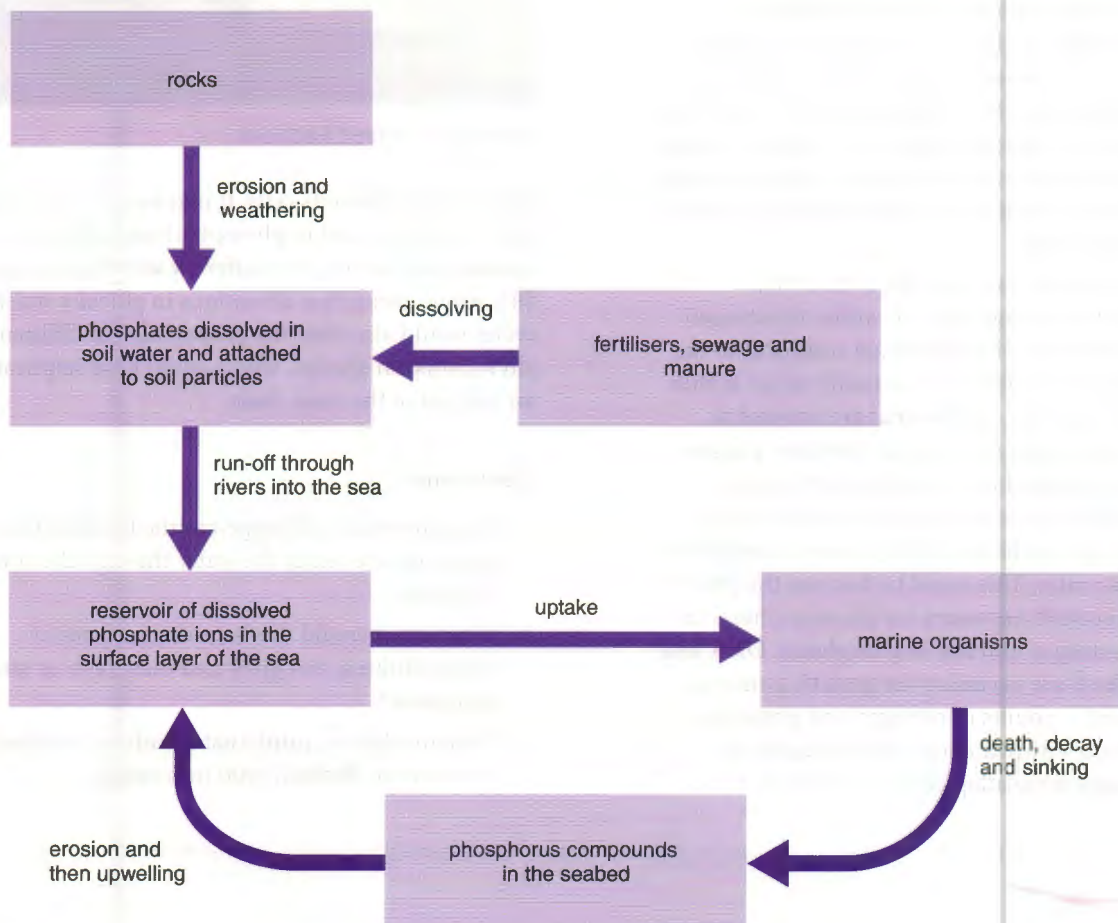 rocks
erosion and
weathering
dissolving
phosphates dissolved in
soil water and attached
to soil particles
fertilisers, sewage and
manure
run-off through
rivers into the sea
reservoir of dissolved
phosphate ions in the
surface layer of the sea
uptake
marine organisms
death, decay
and sinking
erosion and
then upwelling
phosphorus compounds
in the seabed